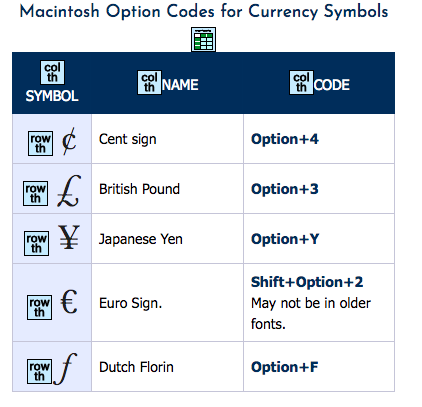 Macintosh Option Codes for Currency Symbols
col th SYMBOL
col th NAME
col th CODE
row th ¢ Cent sign Option+4
row th £ British Pound Option+3
row th ¥ Japanese Yen Option+Y
row th € Euro Sign. Shift+Option+2
May not be in older
fonts.
row th ƒ Dutch Florin Option+F